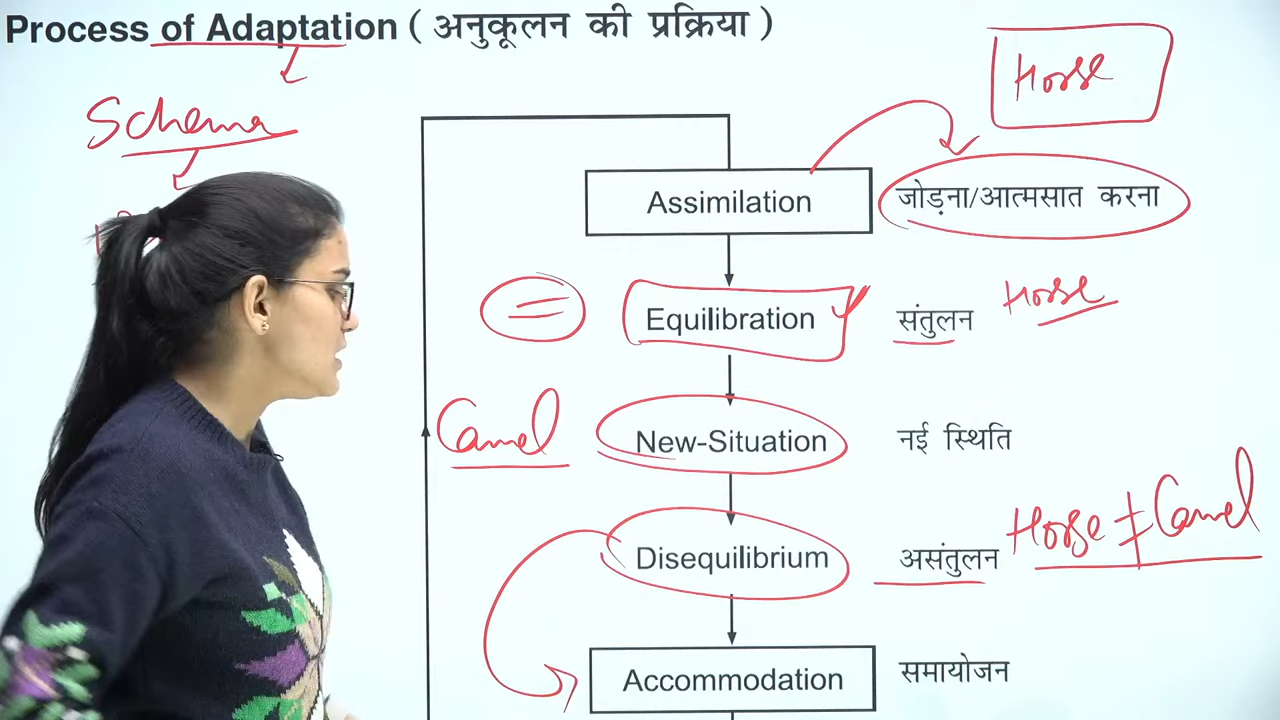 Process of Adaptation ( अनुकूलन की प्रक्रिया )
Horse
Schema
Assimilation जोड़ना/आत्मसात करना
= Equilibration संतुलन Horse
Camel New-Situation नई स्थिति
Disequilibrium असंतुलन Horse ≠ Camel
Accommodation समायोजन